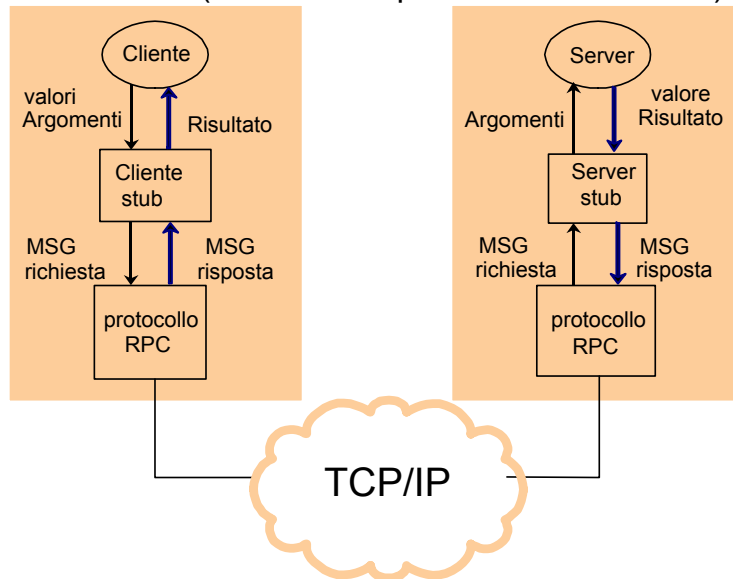 Cliente
valori
Argomenti
Risultato
Cliente
stub
MSG
richiesta
MSG
risposta
protocollo
RPC
Server
Argomenti
valore
Risultato
Server
stub
MSG
richiesta
MSG
risposta
protocollo
RPC
TCP/IP